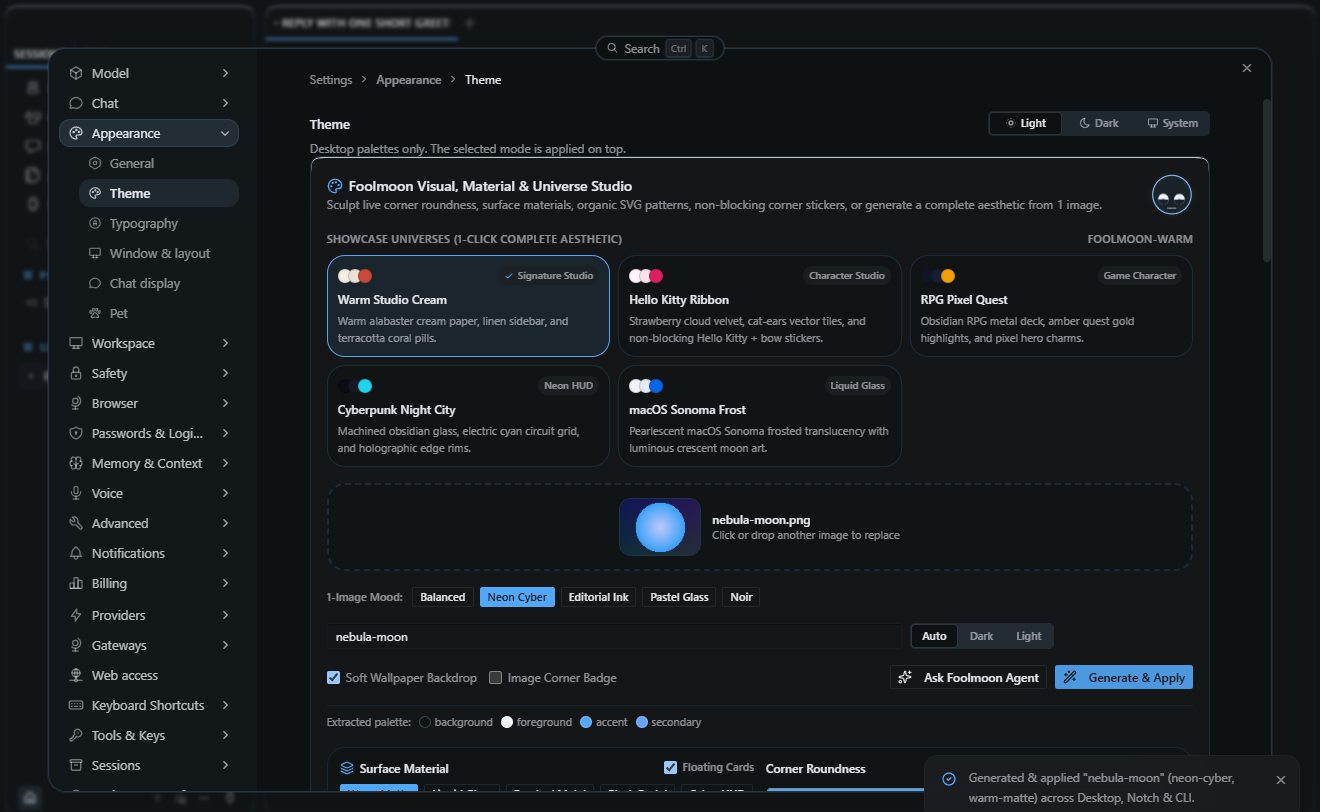 REPLY WITH ONE SHORT GREET
Search Ctrl K
Model
Chat
Appearance
General
Theme
Typography
Window & layout
Chat display
Pet
Workspace
Safety
Browser
Passwords & Logi...
Memory & Context
Voice
Advanced
Notifications
Billing
Providers
Gateways
Web access
Keyboard Shortcuts
Tools & Keys
Sessions
Settings > Appearance > Theme
Theme
Light Dark System
Desktop palettes only. The selected mode is applied on top.
Foolmoon Visual, Material & Universe Studio
Sculpt live corner roundness, surface materials, organic SVG patterns, non-blocking corner stickers, or generate a complete aesthetic from 1 image.
SHOWCASE UNIVERSES (1-CLICK COMPLETE AESTHETIC)
FOOLMOON-WARM
Signature Studio
Warm Studio Cream
Warm alabaster cream paper, linen sidebar, and
terracotta coral pills.
Character Studio
Hello Kitty Ribbon
Strawberry cloud velvet, cat-ears vector tiles, and
non-blocking Hello Kitty + bow stickers.
Game Character
RPG Pixel Quest
Obsidian RPG metal deck, amber quest gold
highlights, and pixel hero charms.
Neon HUD
Cyberpunk Night City
Machined obsidian glass, electric cyan circuit grid,
and holographic edge rims.
Liquid Glass
macOS Sonoma Frost
Pearlescent macOS Sonoma frosted translucency with
luminous crescent moon art.
nebula-moon.png
Click or drop another image to replace
1-Image Mood: Balanced Neon Cyber Editorial Ink Pastel Glass Noir
nebula-moon
Auto Dark Light
Soft Wallpaper Backdrop Image Corner Badge
Ask Foolmoon Agent Generate & Apply
Extracted palette: background foreground accent secondary
Surface Material
Floating Cards
Corner Roundness
Generated & applied "nebula-moon" (neon-cyber,
warm-matte) across Desktop, Notch & CLI.